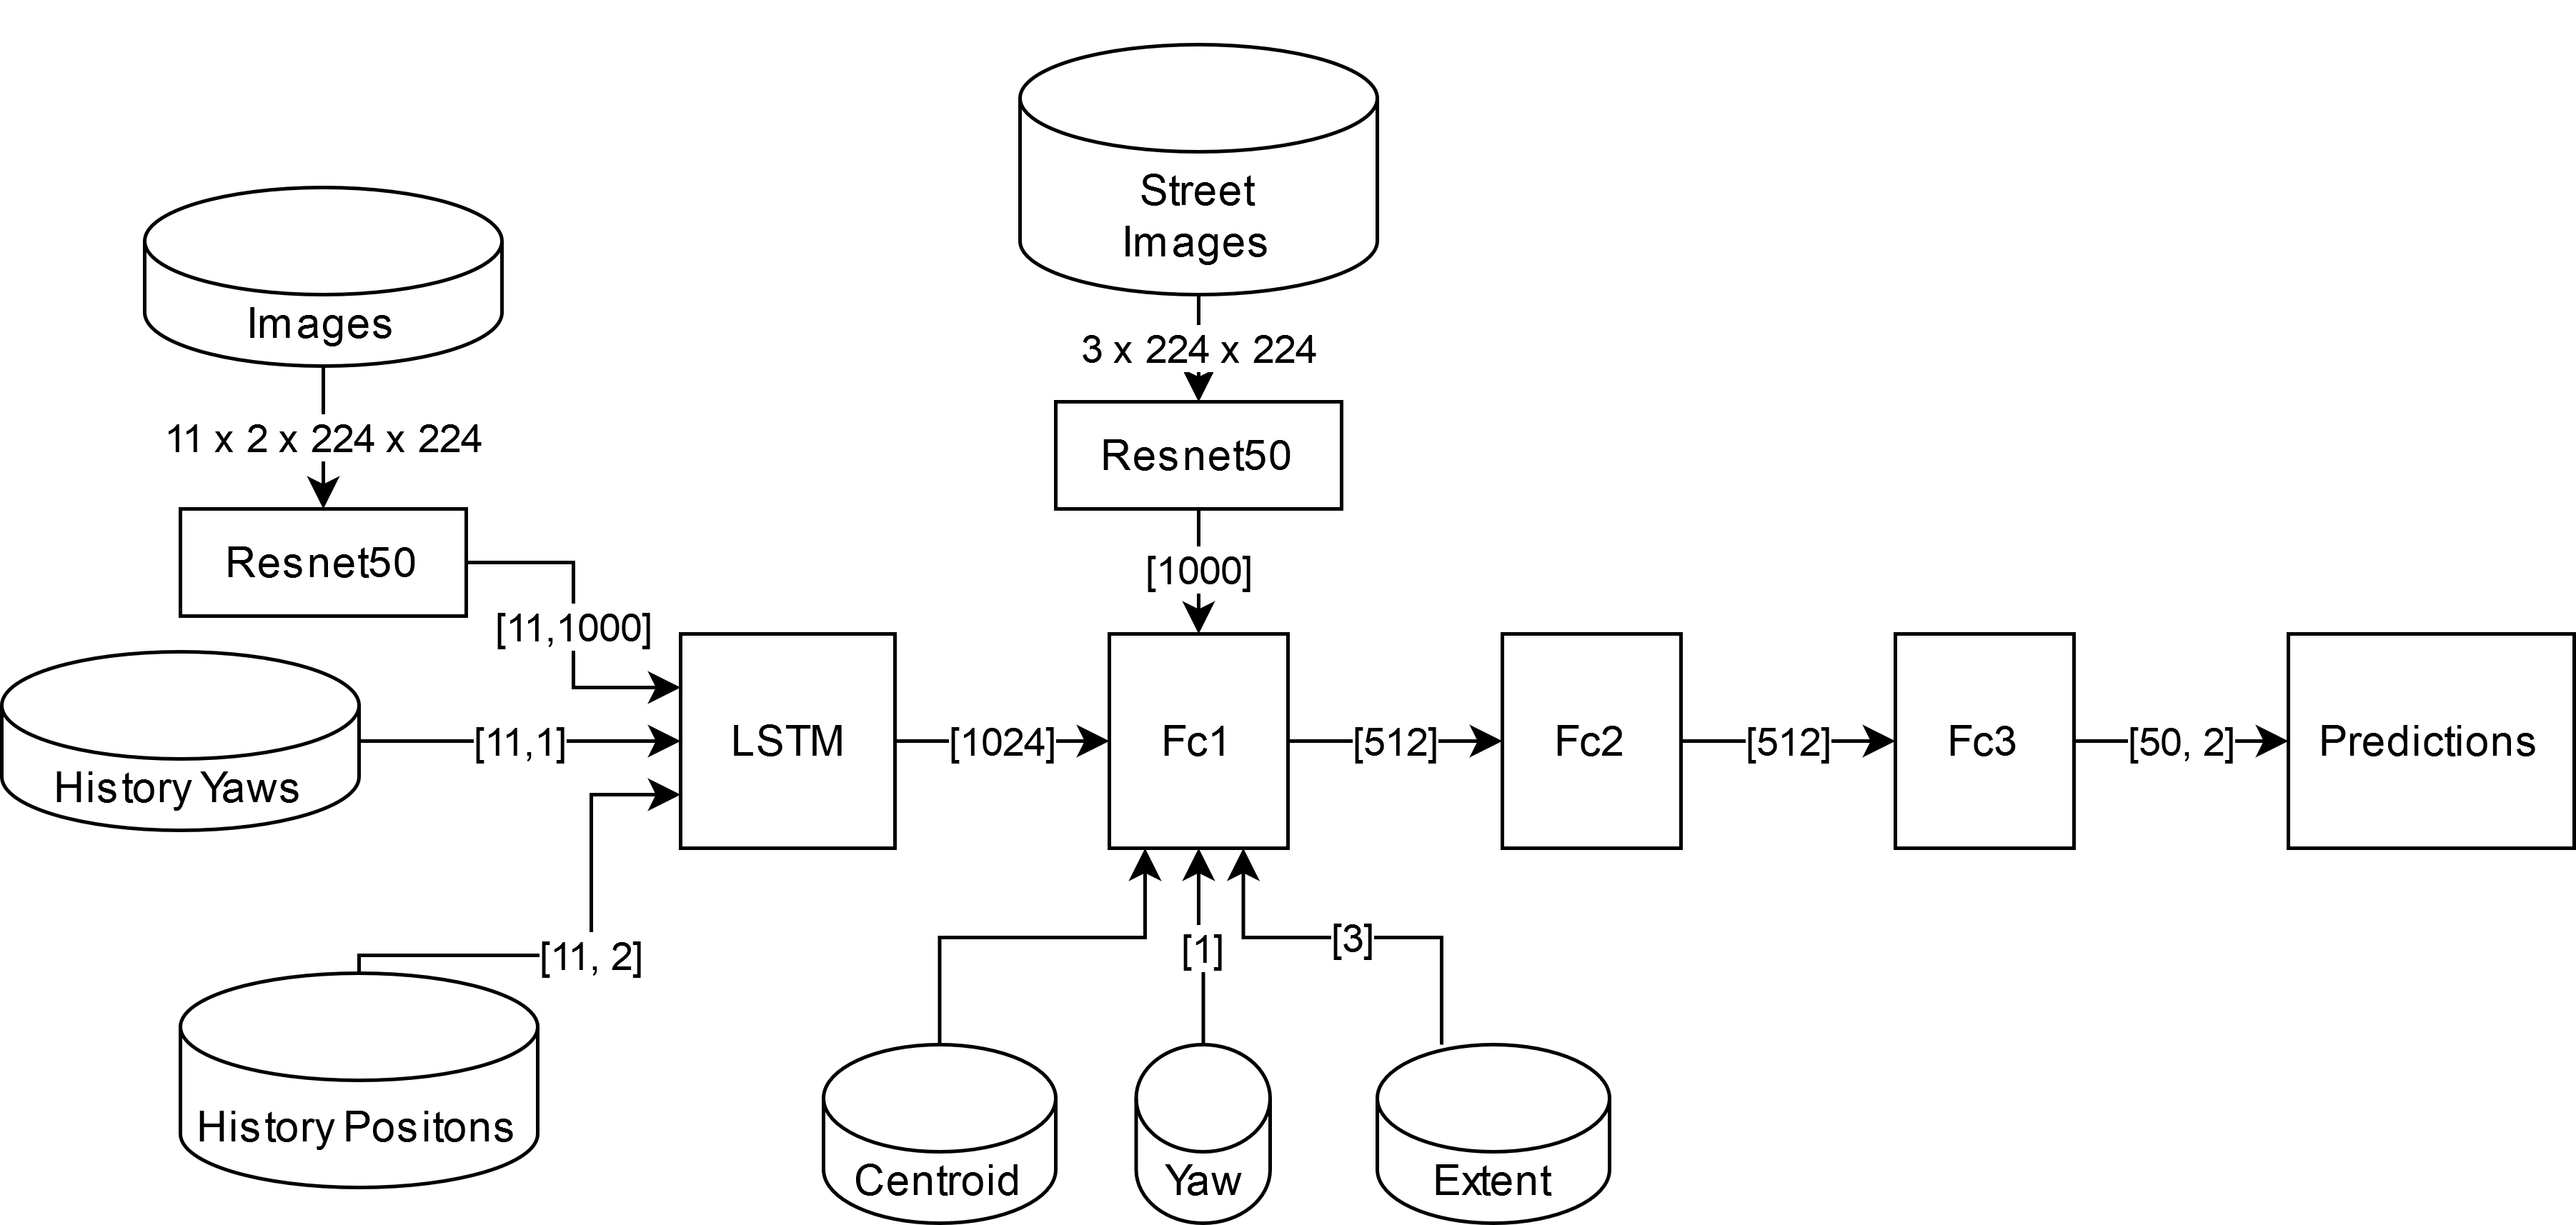 Street
Images
Images
3 x 224 x 224
11 x 2 x 224 x 224
Resnet50
Resnet50
[1000]
[11,1000]
History Yaws
[11,1]
LSTM
[1024]
Fc1
[512]
Fc2
[512]
Fc3
[50, 2]
Predictions
[11, 2]
[1]
[3]
History Positons
Centroid
Yaw
Extent